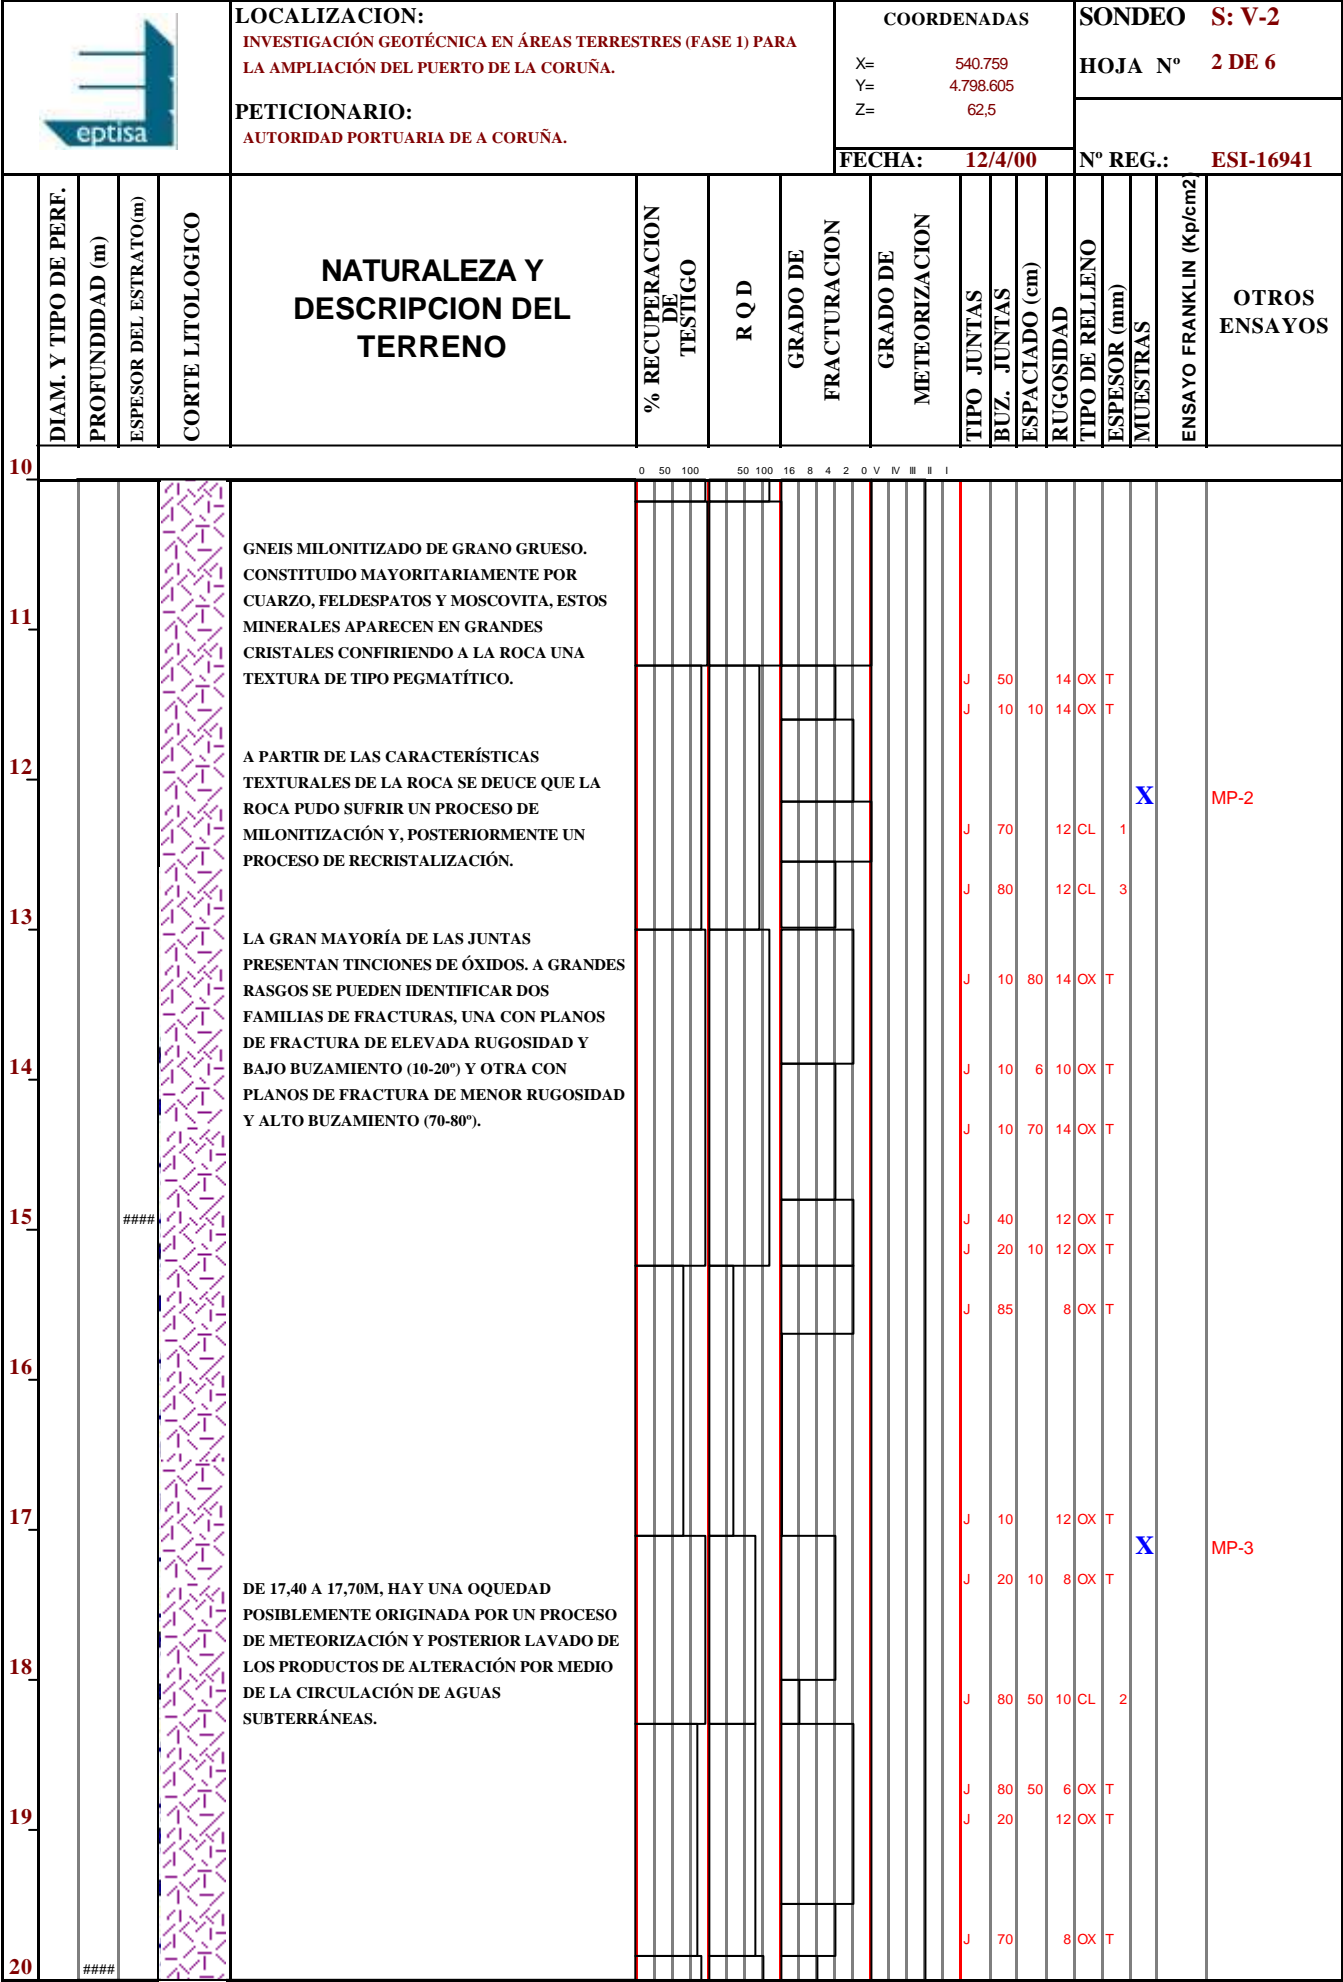 eptisa
LOCALIZACION:
INVESTIGACIÓN GEOTÉCNICA EN ÁREAS TERRESTRES (FASE 1) PARA
LA AMPLIACIÓN DEL PUERTO DE LA CORUÑA.
PETICIONARIO:
AUTORIDAD PORTUARIA DE A CORUÑA.
COORDENADAS
X= 540.759
Y= 4.798.605
Z= 62,5
FECHA: 12/4/00
SONDEO S: V-2
HOJA Nº 2 DE 6
Nº REG.: ESI-16941
DIAM. Y TIPO DE PERF.
PROFUNDIDAD (m)
ESPESOR DEL ESTRATO(m)
CORTE LITOLOGICO
NATURALEZA Y
DESCRIPCION DEL
TERRENO
% RECUPERACION
DE
TESTIGO
R Q D
GRADO DE
FRACTURACION
GRADO DE
METEORIZACION
TIPO JUNTAS
BUZ. JUNTAS
ESPACIADO (cm)
RUGOSIDAD
TIPO DE RELLENO
ESPESOR (mm)
MUESTRAS
ENSAYO FRANKLIN (Kp/cm2)
OTROS
ENSAYOS
10
0 50 100 50 100 16 8 4 2 0 V IV III II I
GNEIS MILONITIZADO DE GRANO GRUESO.
CONSTITUIDO MAYORITARIAMENTE POR
CUARZO, FELDESPATOS Y MOSCOVITA, ESTOS
11
MINERALES APARECEN EN GRANDES
CRISTALES CONFIRIENDO A LA ROCA UNA
TEXTURA DE TIPO PEGMATÍTICO.
J 50 14 OX T
J 10 10 14 OX T
A PARTIR DE LAS CARACTERÍSTICAS
12
TEXTURALES DE LA ROCA SE DEUCE QUE LA
X MP-2
ROCA PUDO SUFRIR UN PROCESO DE
MILONITIZACIÓN Y, POSTERIORMENTE UN
J 70 12 CL 1
PROCESO DE RECRISTALIZACIÓN.
J 80 12 CL 3
13
LA GRAN MAYORÍA DE LAS JUNTAS
PRESENTAN TINCIONES DE ÓXIDOS. A GRANDES
J 10 80 14 OX T
RASGOS SE PUEDEN IDENTIFICAR DOS
FAMILIAS DE FRACTURAS, UNA CON PLANOS
DE FRACTURA DE ELEVADA RUGOSIDAD Y
14
BAJO BUZAMIENTO (10-20º) Y OTRA CON
J 10 6 10 OX T
PLANOS DE FRACTURA DE MENOR RUGOSIDAD
Y ALTO BUZAMIENTO (70-80º).
J 10 70 14 OX T
15
####
J 40 12 OX T
J 20 10 12 OX T
J 85 8 OX T
16
17
J 10 12 OX T
X MP-3
J 20 10 8 OX T
DE 17,40 A 17,70M, HAY UNA OQUEDAD
POSIBLEMENTE ORIGINADA POR UN PROCESO
DE METEORIZACIÓN Y POSTERIOR LAVADO DE
18
LOS PRODUCTOS DE ALTERACIÓN POR MEDIO
DE LA CIRCULACIÓN DE AGUAS
J 80 50 10 CL 2
SUBTERRÁNEAS.
J 80 50 6 OX T
19
J 20 12 OX T
J 70 8 OX T
20
####